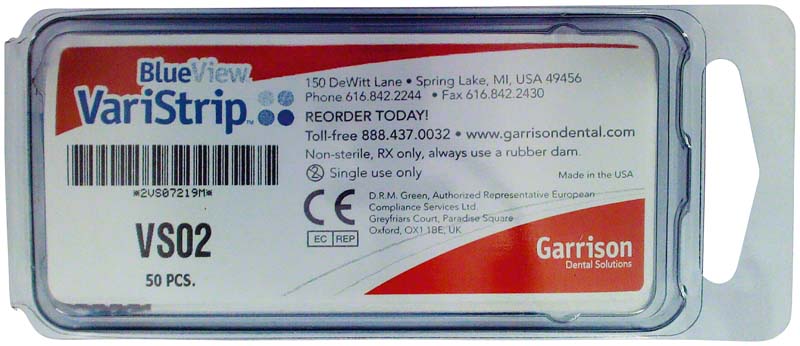 BlueView
VariStrip™
*2VS07219M*
VS02
50 PCS.
150 DeWitt Lane • Spring Lake, MI, USA 49456
Phone 616.842.2244 • Fax 616.842.2430
REORDER TODAY!
Toll-free 888.437.0032 • www.garrisondental.com
Non-sterile, RX only, always use a rubber dam.
2 Single use only
Made in the USA
CE
EC REP
D.R.M. Green, Authorized Representative European
Compliance Services Ltd.
Greyfriars Court, Paradise Square
Oxford, OX1 1BE, UK
Garrison
Dental Solutions